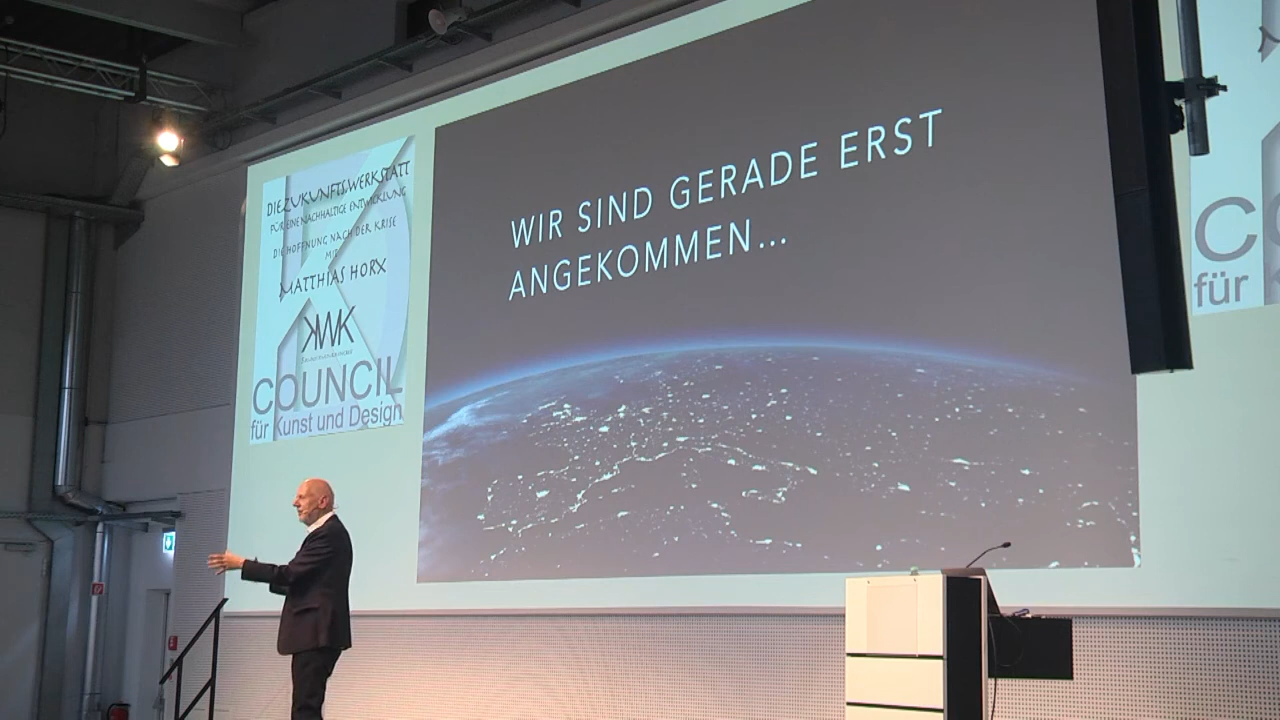 DIE ZUKUNFTSWERKSTATT
FÜR EINE NACHHALTIGE ENTWICKLUNG
DIE HOFFNUNG NACH DER KRISE
MIT
MATTHIAS HORX
KWK
COUNCIL
für Kunst und Design
WIR SIND GERADE ERST
ANGEKOMMEN...
für